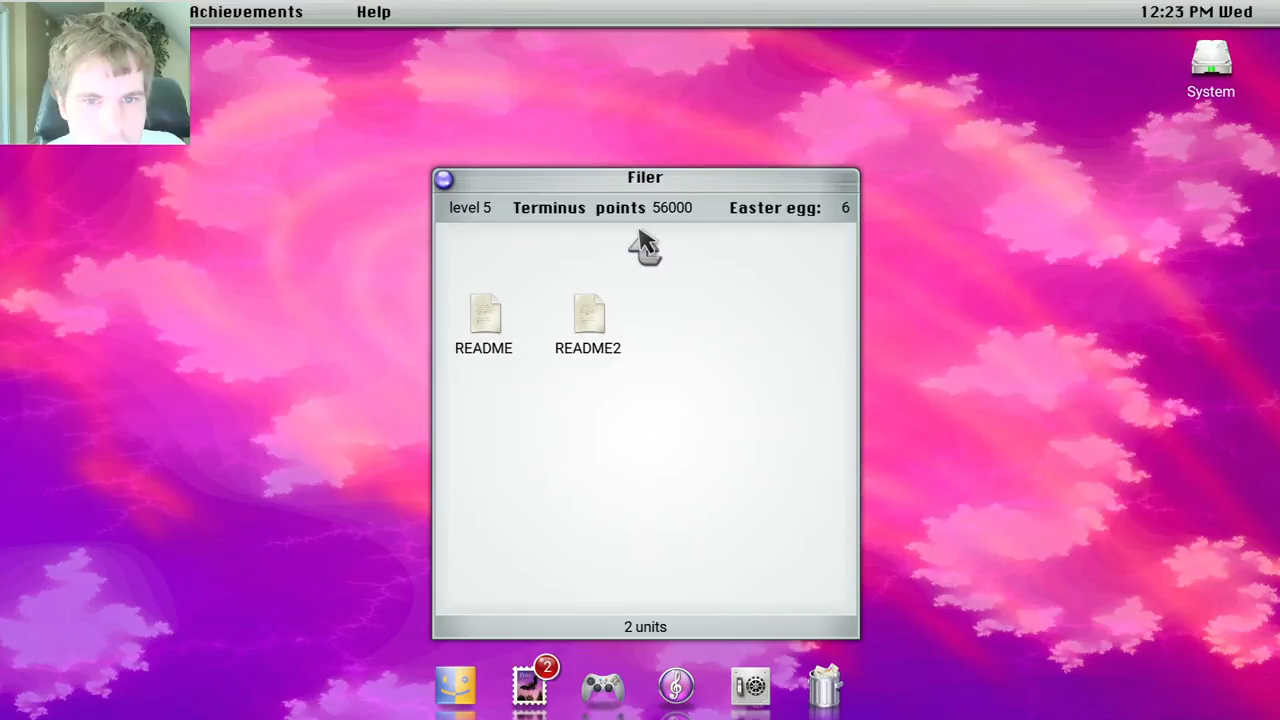 Achievements Help 12:23 PM Wed
System
Filer
level 5 Terminus points 56000 Easter egg: 6
README README2
2 units
2